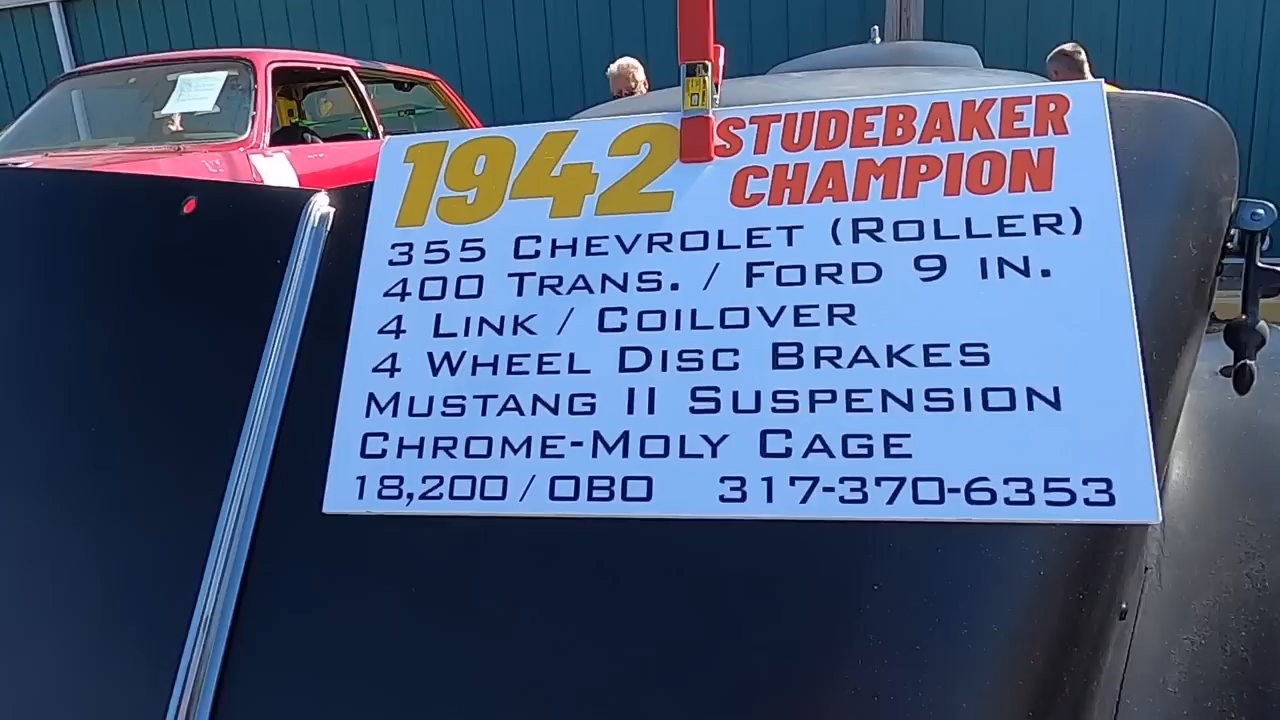 1942 STUDEBAKER
CHAMPION
355 CHEVROLET (ROLLER)
400 TRANS. / FORD 9 IN.
4 LINK / COILOVER
4 WHEEL DISC BRAKES
MUSTANG II SUSPENSION
CHROME-MOLY CAGE
18,200 / OBO 317-370-6353